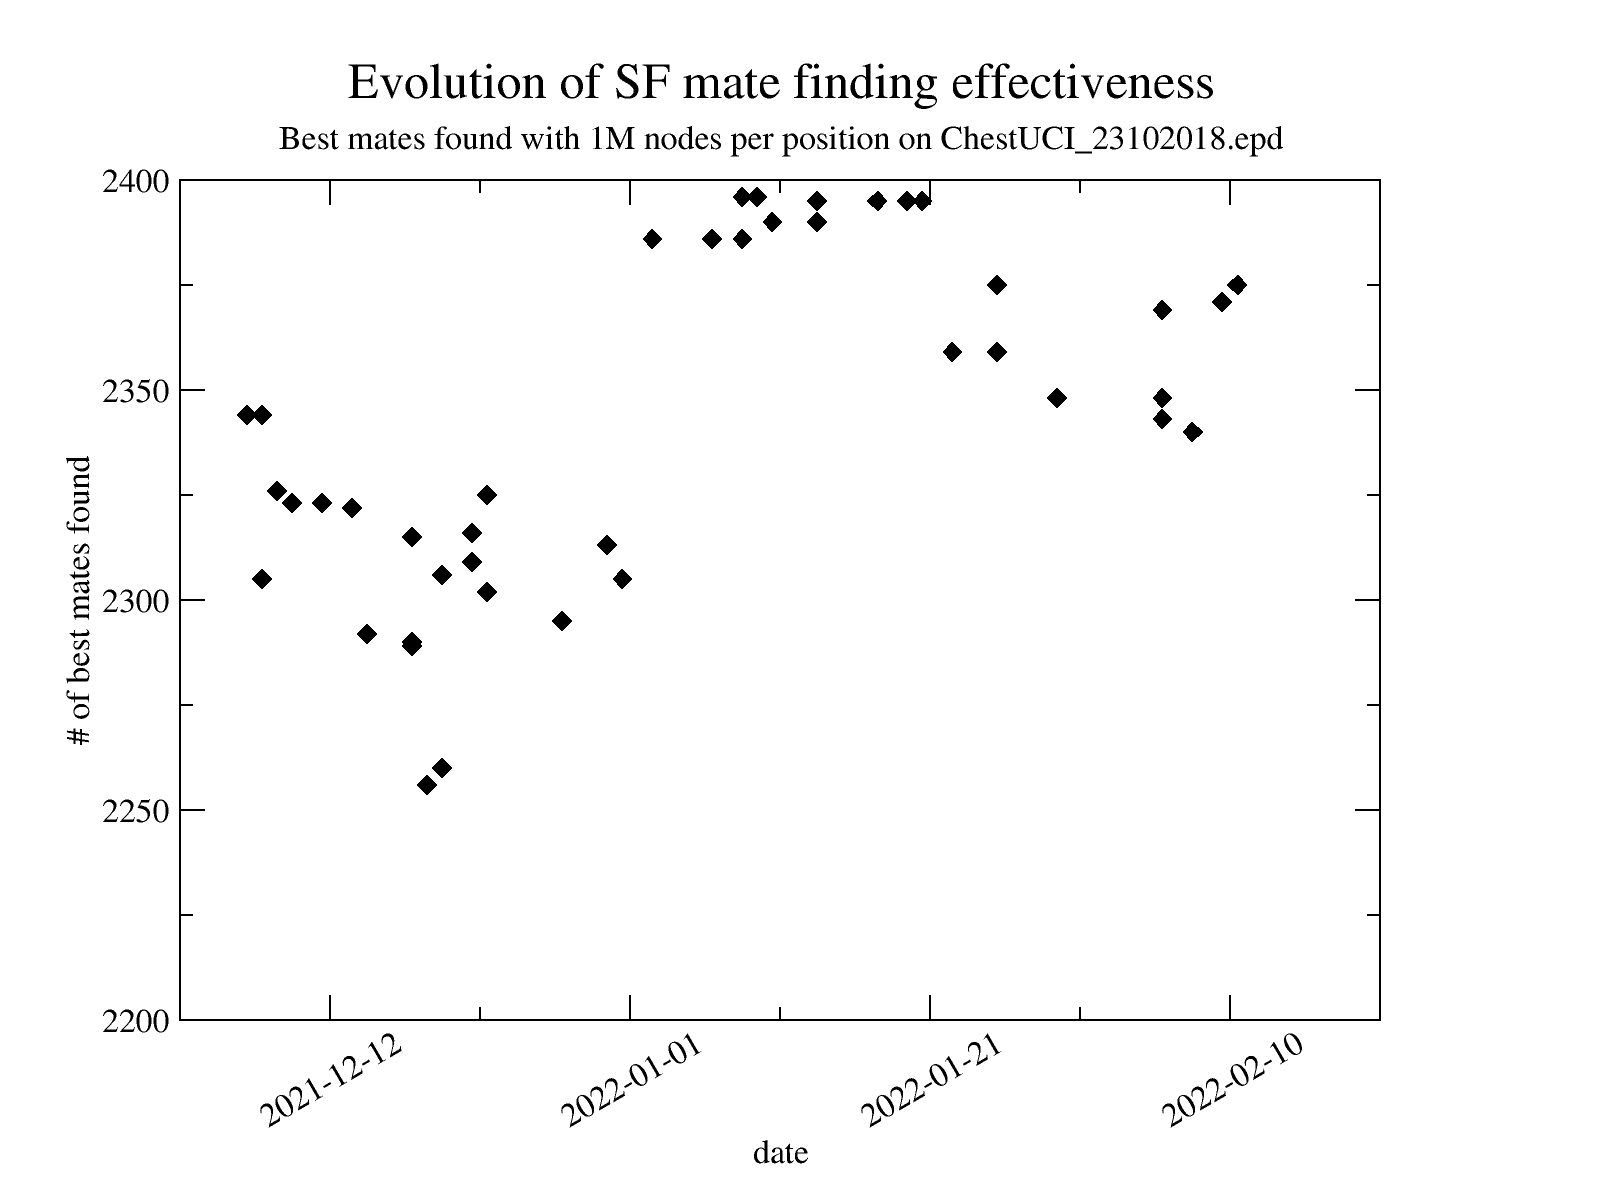 Evolution of SF mate finding effectiveness
Best mates found with 1M nodes per position on ChestUCI_23102018.epd
2400
2350
2300
2250
2200
# of best mates found
2021-12-12
2022-01-01
2022-01-21
2022-02-10
date